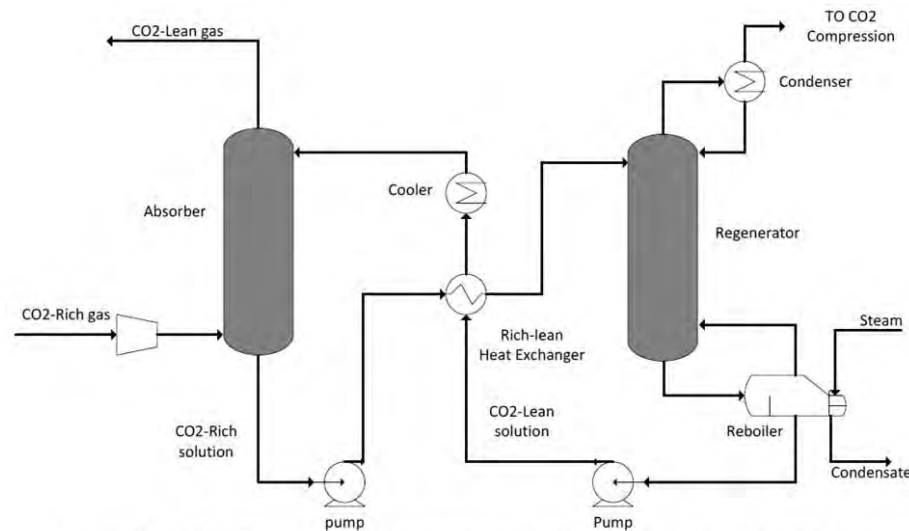 CO2-Lean gas
TO CO2
Compression
Condenser
Cooler
Absorber
Regenerator
CO2-Rich gas
Steam
Rich-lean
Heat Exchanger
CO2-Rich
solution
CO2-Lean
solution
Reboiler
Condensate
pump
Pump